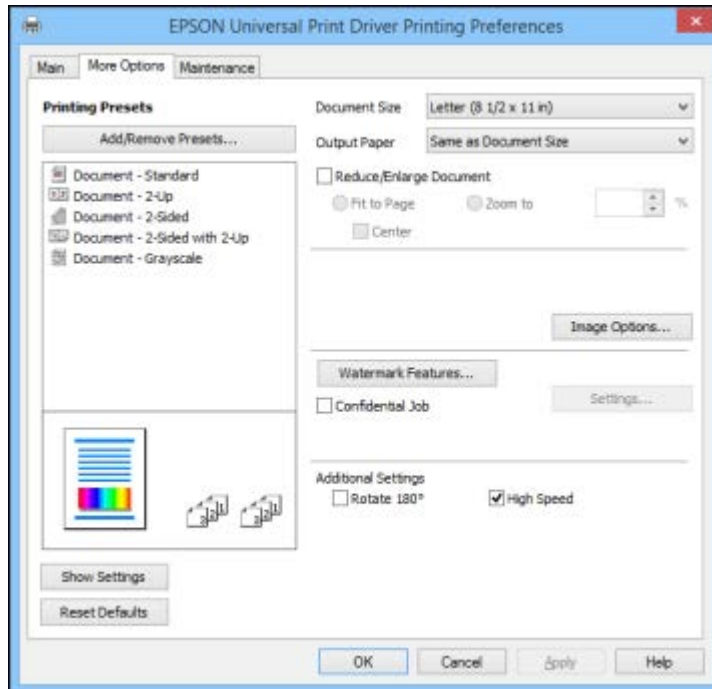 EPSON Universal Print Driver Printing Preferences
Main More Options Maintenance
Printing Presets
Add/Remove Presets...
Document - Standard
Document - 2-Up
Document - 2-Sided
Document - 2-Sided with 2-Up
Document - Grayscale
Show Settings
Reset Defaults
Document Size Letter (8 1/2 x 11 in)
Output Paper Same as Document Size
Reduce/Enlarge Document
Fit to Page Zoom to %
Center
Image Options...
Watermark Features...
Confidential Job Settings...
Additional Settings
Rotate 180° High Speed
OK Cancel Apply Help